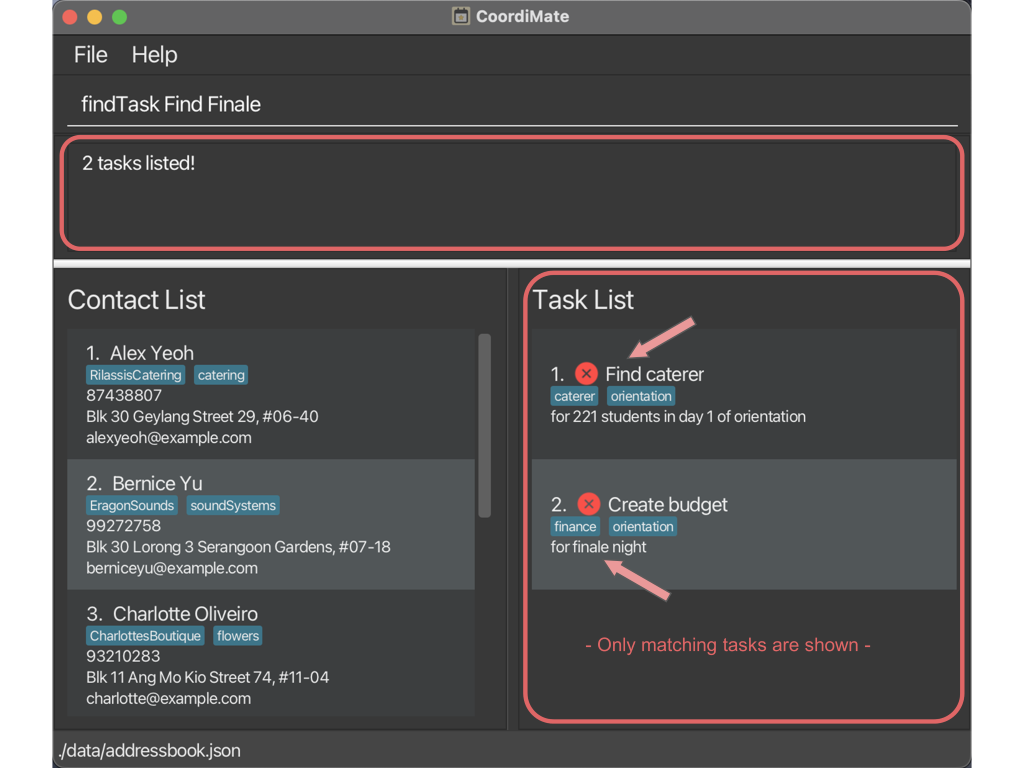 CoordiMate
File Help
findTask Find Finale
2 tasks listed!
Contact List
1. Alex Yeoh
RilassisCatering catering
87438807
Blk 30 Geylang Street 29, #06-40
alexyeoh@example.com
2. Bernice Yu
EragonSounds soundSystems
99272758
Blk 30 Lorong 3 Serangoon Gardens, #07-18
berniceyu@example.com
3. Charlotte Oliveiro
CharlottesBoutique flowers
93210283
Blk 11 Ang Mo Kio Street 74, #11-04
charlotte@example.com
Task List
1. Find caterer
caterer orientation
for 221 students in day 1 of orientation
2. Create budget
finance orientation
for finale night
- Only matching tasks are shown -
./data/addressbook.json